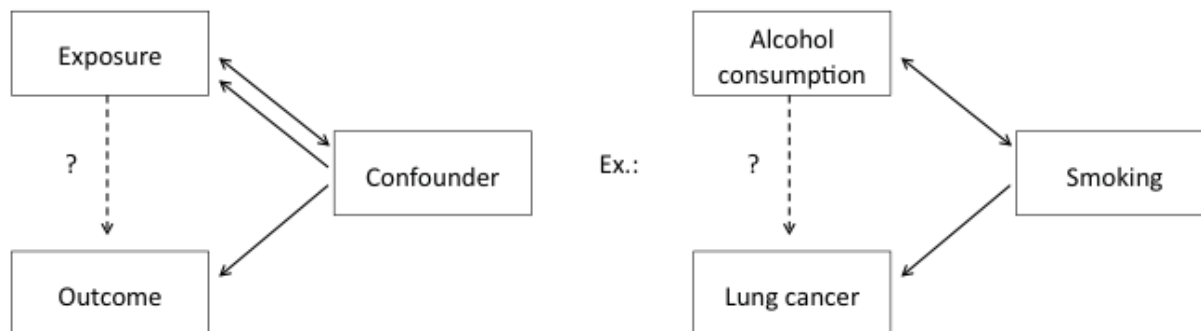 Exposure
?
Confounder
Outcome
Ex.:
Alcohol
consumption
?
Smoking
Lung cancer